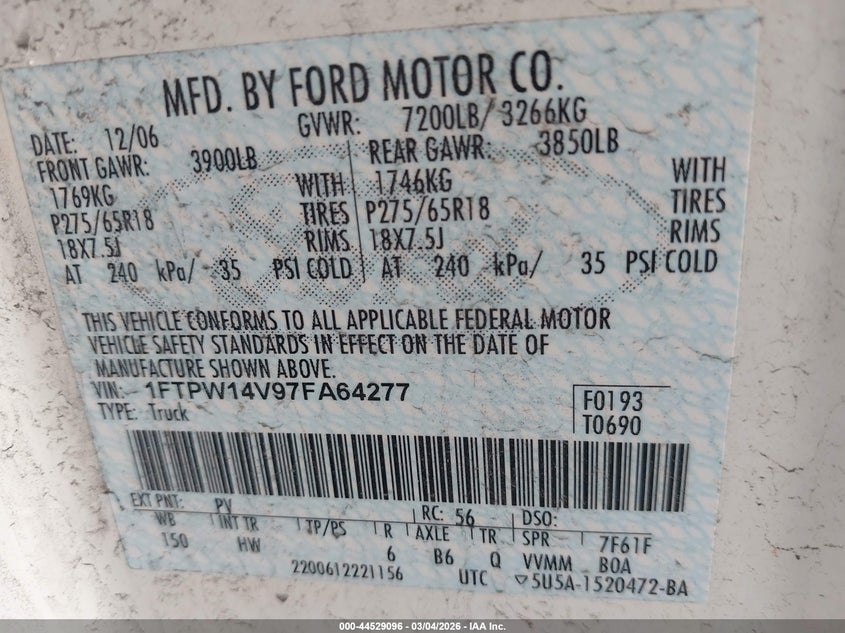 MFD. BY FORD MOTOR CO.
DATE: 12/06 GVWR: 7200LB/ 3266KG
FRONT GAWR: 3900LB REAR GAWR: 3850LB
1769KG WITH 1746KG WITH
P275/65R18 TIRES P275/65R18 TIRES
18X7.5J RIMS 18X7.5J RIMS
AT 240 kPa/ 35 PSI COLD AT 240 kPa/ 35 PSI COLD
THIS VEHICLE CONFORMS TO ALL APPLICABLE FEDERAL MOTOR
VEHICLE SAFETY STANDARDS IN EFFECT ON THE DATE OF
MANUFACTURE SHOWN ABOVE.
VIN: 1FTPW14V97FA64277 F0193
TYPE: Truck T0690
EXT PNT: PV RC: 56 DSO:
WB INT TR TP/PS R AXLE TR SPR 7F61F
150 HW 6 B6 Q VVMM BOA
2200612221156 UTC ▽5U5A-1520472-BA
000-44529096 - 03/04/2026 - IAA Inc.